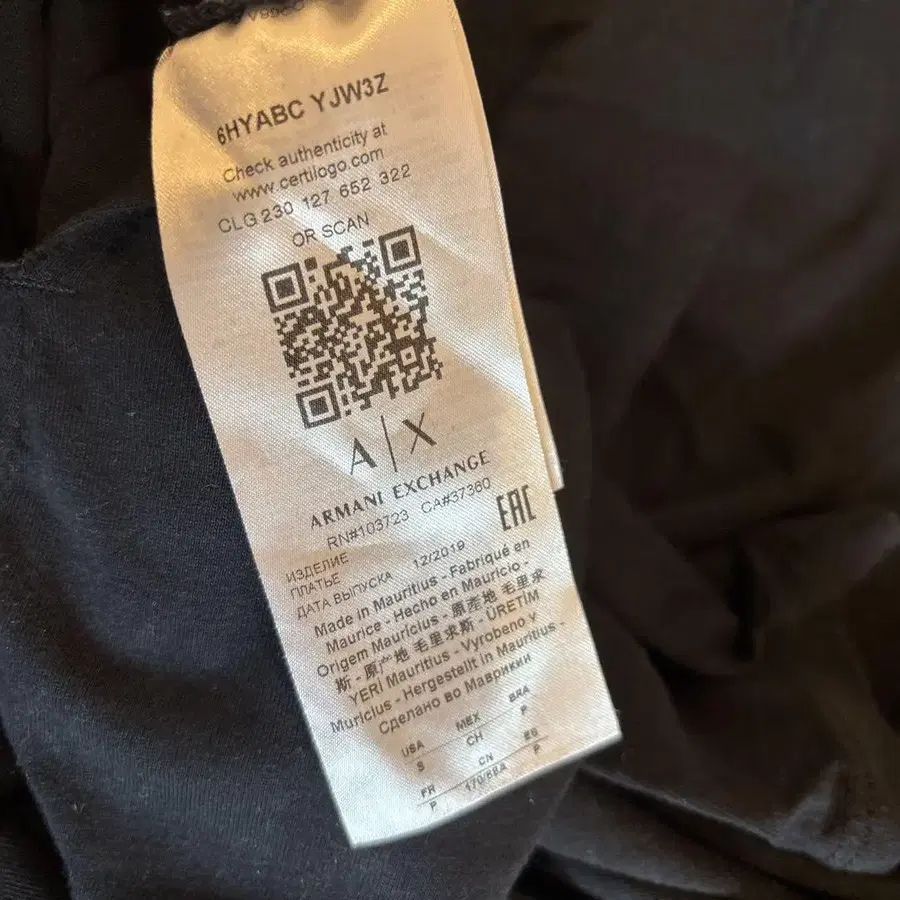 6HYABC YJW3Z
Check authenticity at
www.certilogo.com
CLG 230 127 652 322
OR SCAN
A|X
ARMANI EXCHANGE
RN#103723 CA#37360
EAC
ИЗДЕЛИЕ
ПЛАТЬЕ
ДАТА ВЫПУСКА 12/2019
Made in Mauritius - Fabriqué en
Maurice - Hecho en Mauricio -
Origem Maurícius - 原產地 毛里求
斯 - 原产地 毛里求斯 - ÜRETİM
YERİ Mauritius - Vyrobeno v
Muricius - Hergestellt in Mauritius -
Сделано во Маврикии
USA MEX BRA
S CH P
FR CN ES
P 170/88A P